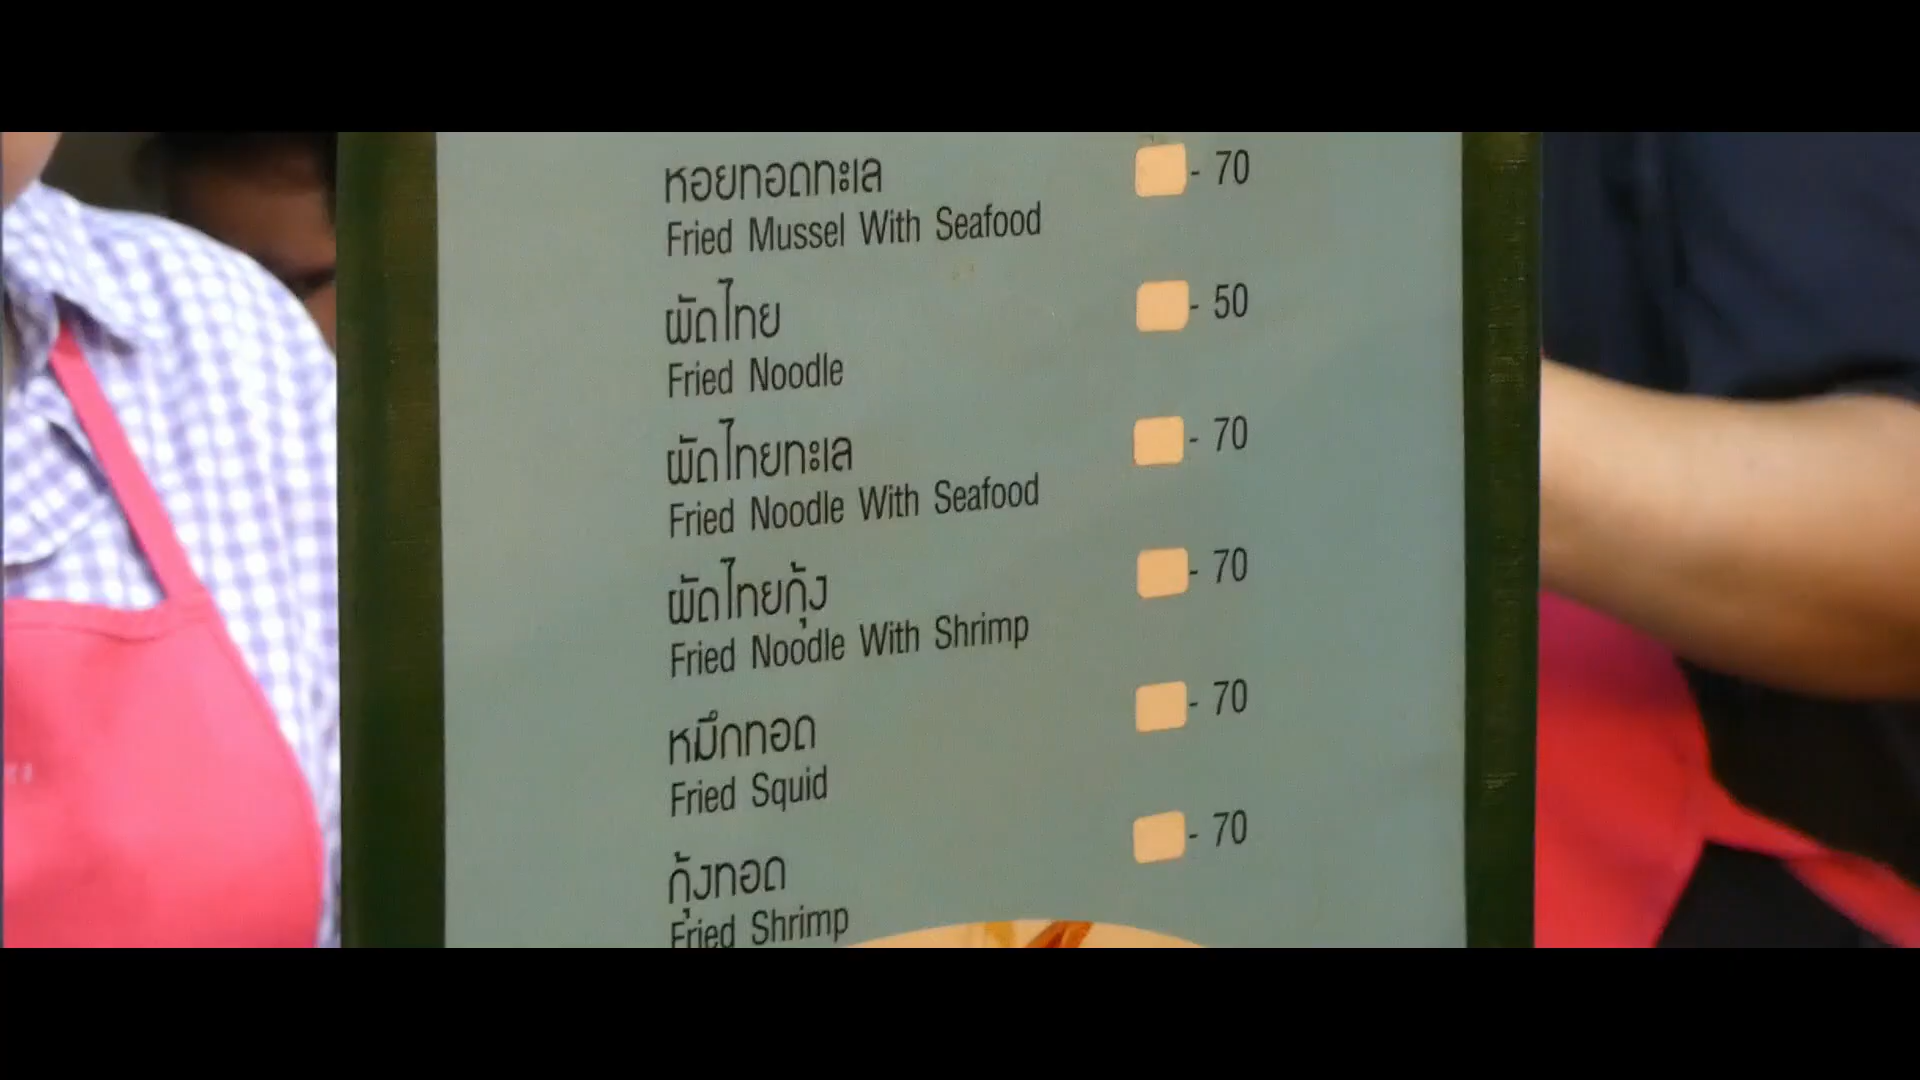 หอยทอดทะเล - 70
Fried Mussel With Seafood
ผัดไทย - 50
Fried Noodle
ผัดไทยทะเล - 70
Fried Noodle With Seafood
ผัดไทยกุ้ง - 70
Fried Noodle With Shrimp
หมึกทอด - 70
Fried Squid
กุ้งทอด - 70
Fried Shrimp